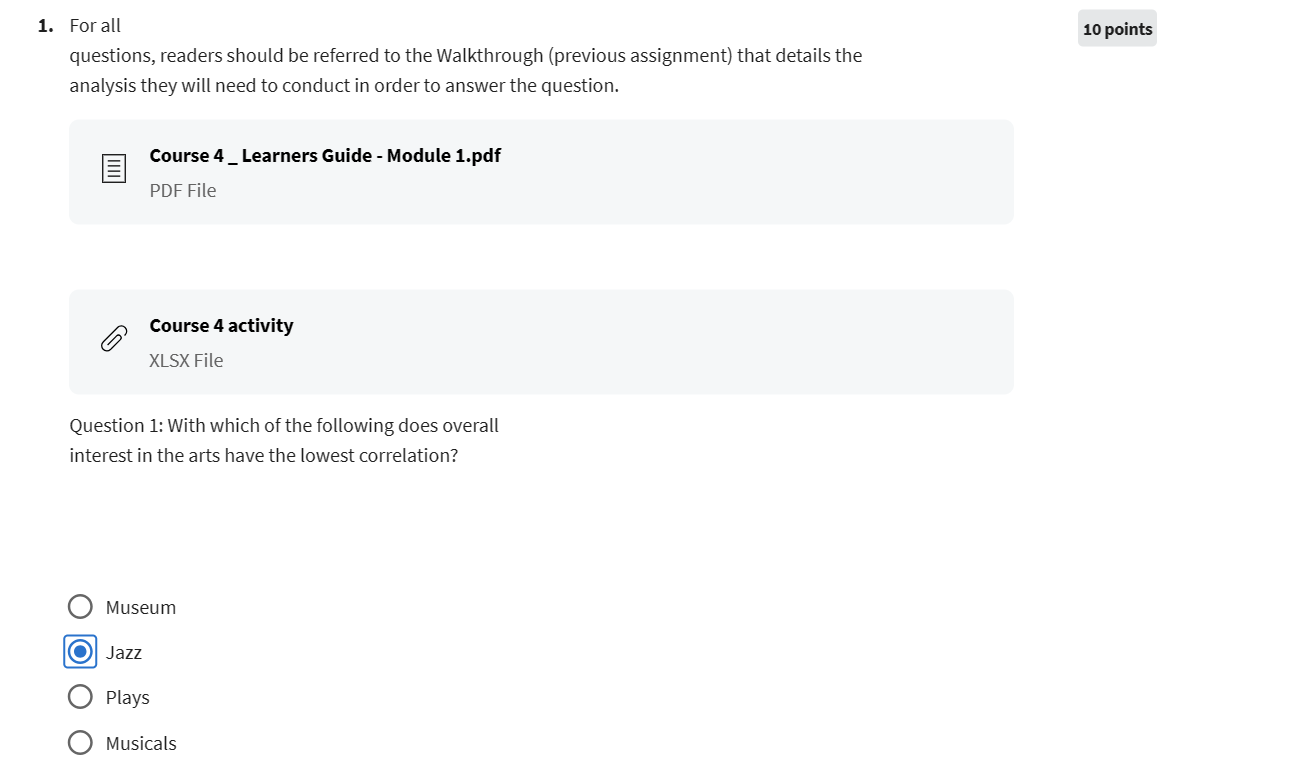 1. For all
10 points
questions, readers should be referred to the Walkthrough (previous assignment) that details the
analysis they will need to conduct in order to answer the question.
Course 4 _ Learners Guide - Module 1.pdf
PDF File
Course 4 activity
XLSX File
Question 1: With which of the following does overall
interest in the arts have the lowest correlation?
Museum
Jazz
Plays
Musicals